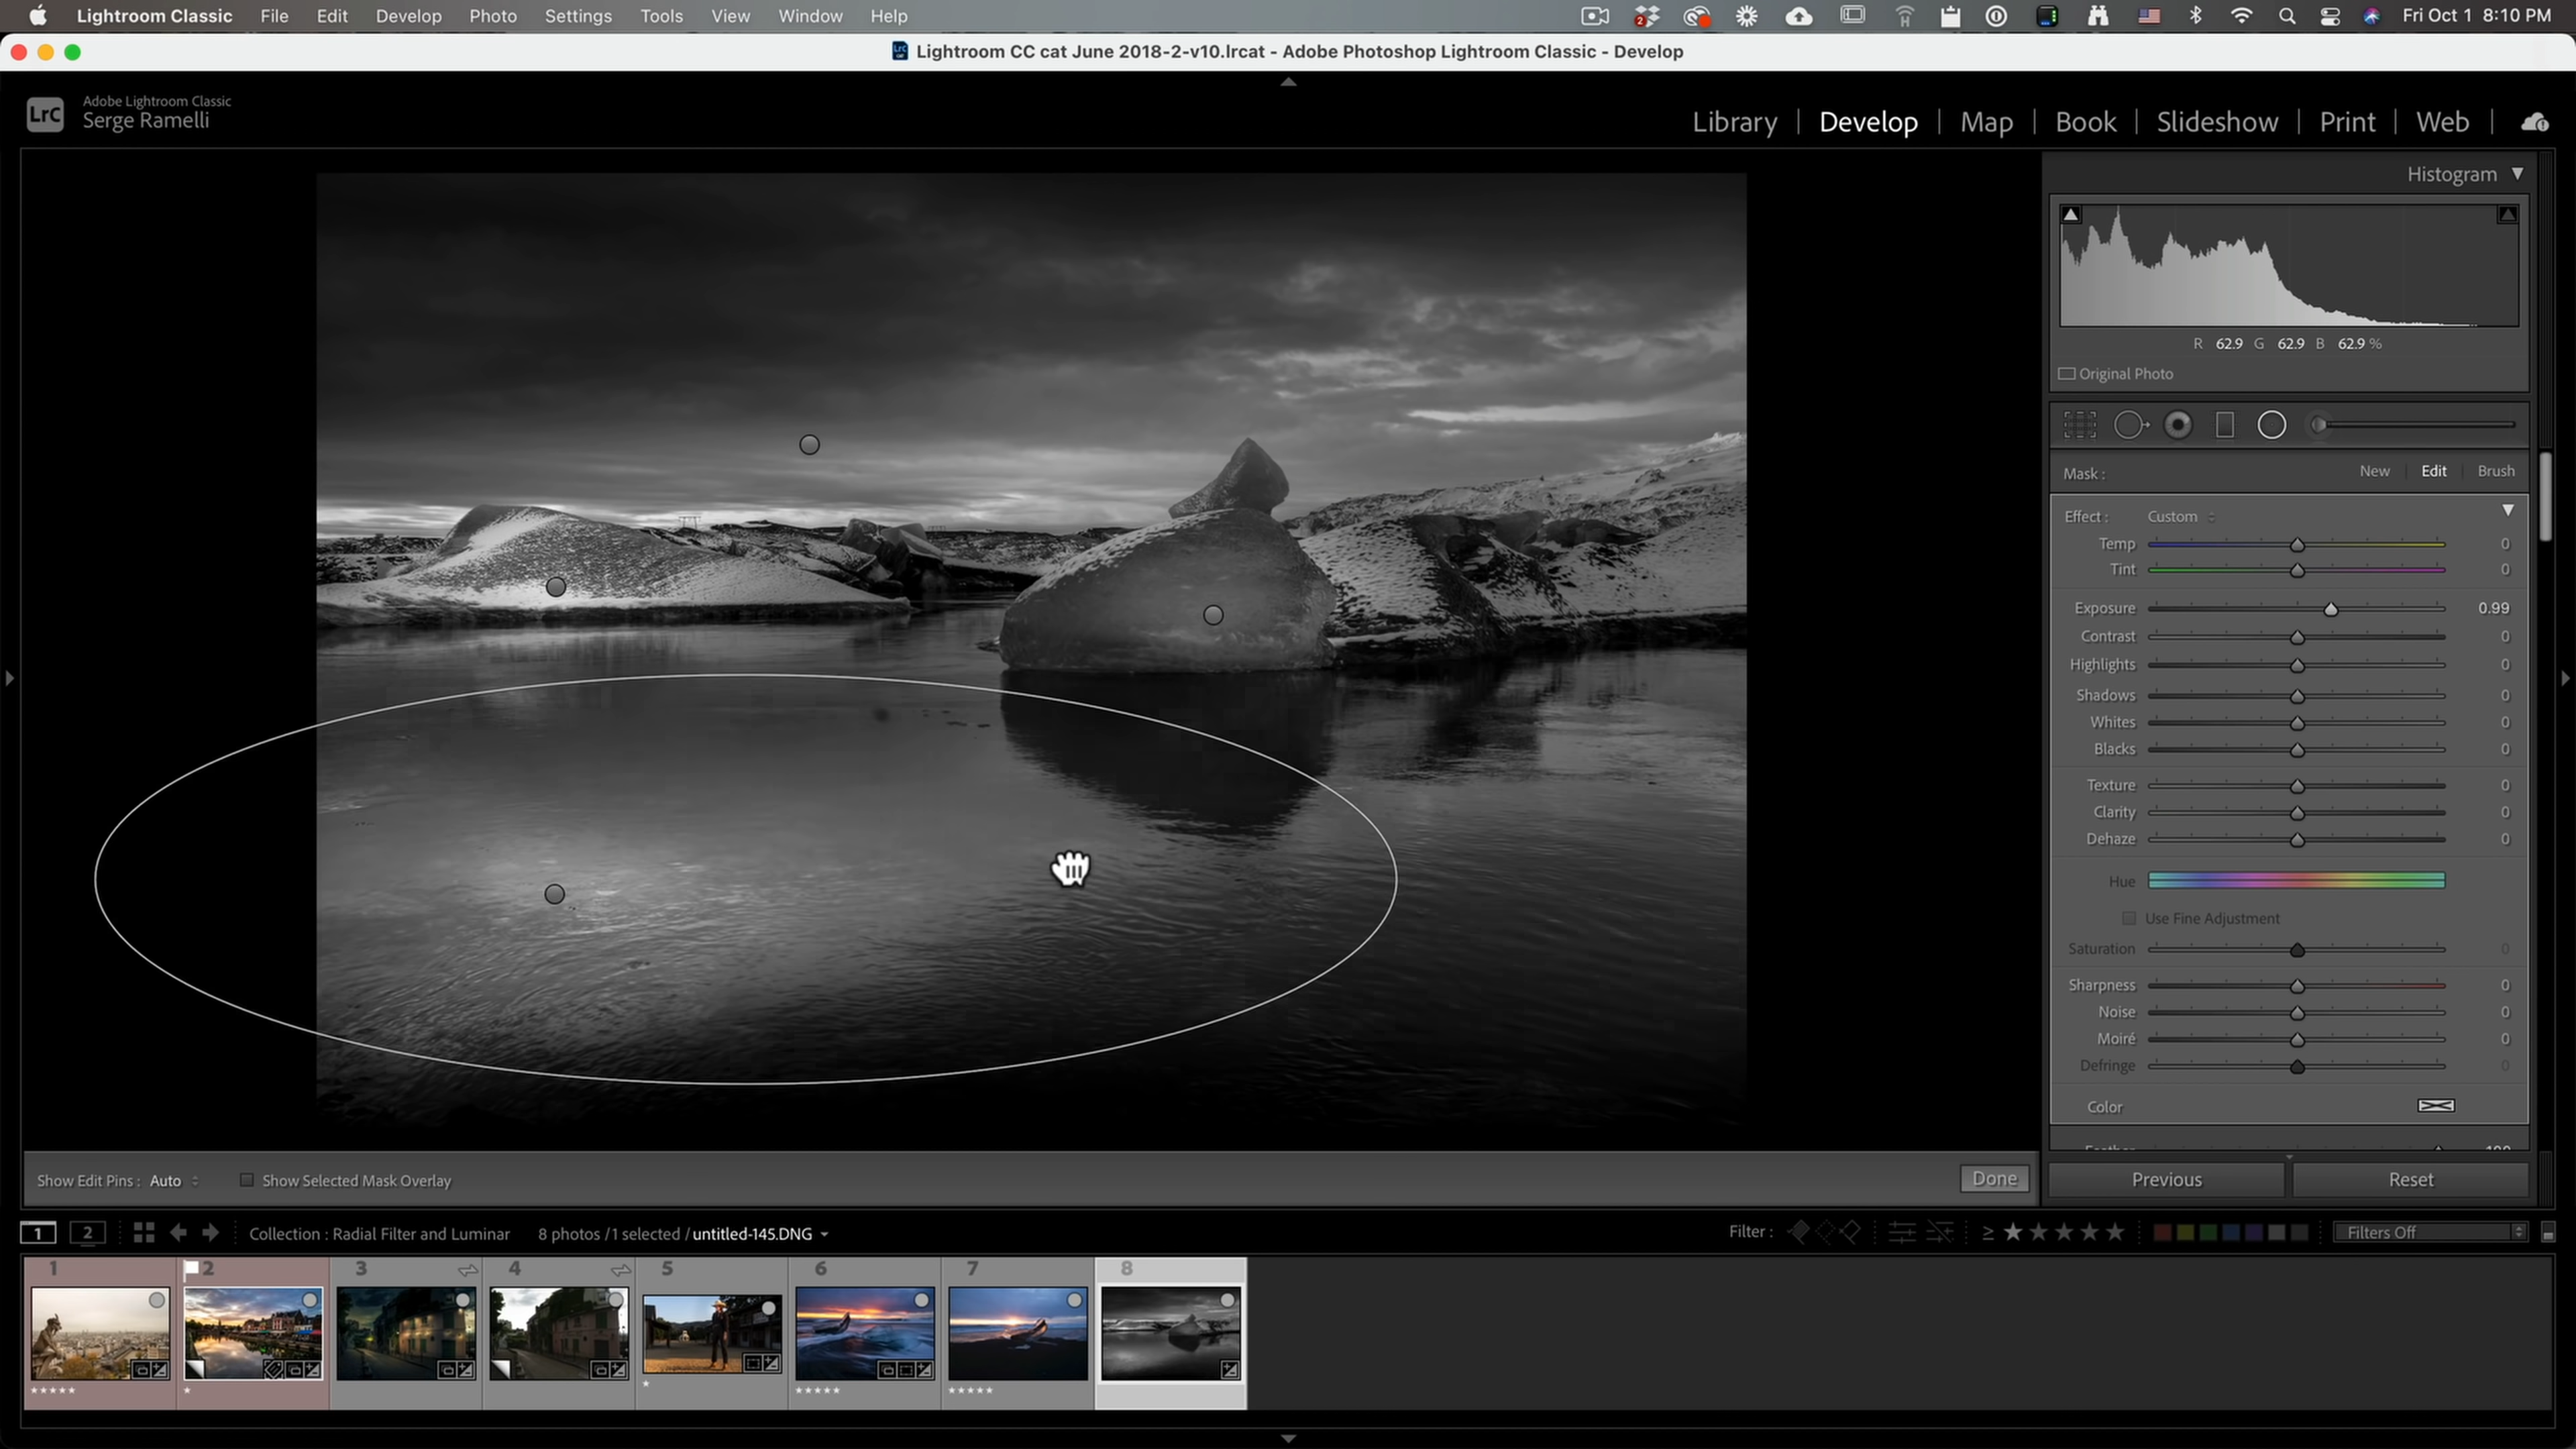 Lightroom Classic File Edit Develop Photo Settings Tools View Window Help 2 Fri Oct 1 8:10 PM
Lightroom CC cat June 2018-2-v10.lrcat - Adobe Photoshop Lightroom Classic - Develop
LrC Adobe Lightroom Classic
Serge Ramelli
Library | Develop | Map | Book | Slideshow | Print | Web |
Histogram
R 62.9 G 62.9 B 62.9 %
Original Photo
Mask : New Edit Brush
Effect : Custom
Temp 0
Tint 0
Exposure 0.99
Contrast 0
Highlights 0
Shadows 0
Whites 0
Blacks 0
Texture 0
Clarity 0
Dehaze 0
Hue
Use Fine Adjustment
Saturation 0
Sharpness 0
Noise 0
Moiré 0
Defringe 0
Color
Show Edit Pins : Auto Show Selected Mask Overlay Done
Previous Reset
1 2 Collection : Radial Filter and Luminar 8 photos /1 selected /untitled-145.DNG Filter : ≥ ★★★★★ Filters Off
1 2 3 4 5 6 7 8